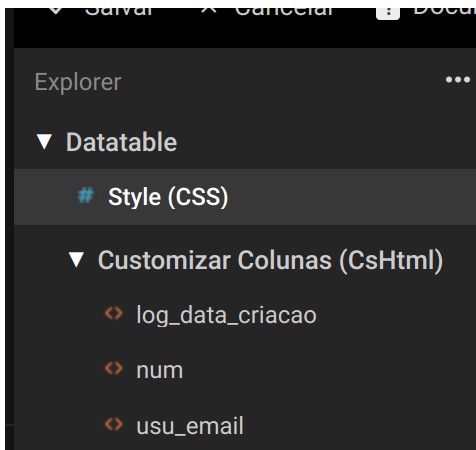 Salvar Cancelar
Explorer
Datatable
# Style (CSS)
Customizar Colunas (CsHtml)
<> log_data_criacao
<> num
<> usu_email